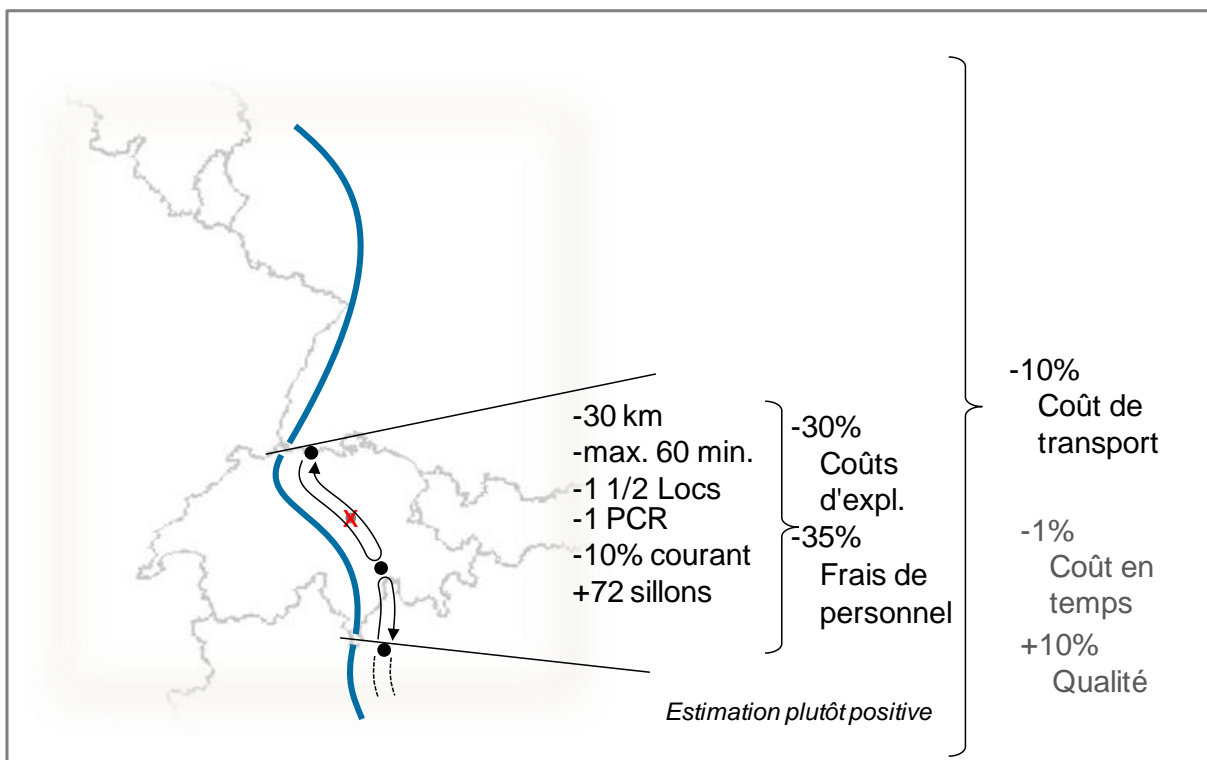 -30 km
-max. 60 min.
-1 1/2 Locs
-1 PCR
-10% courant
+72 sillons
-30%
Coûts
d'expl.
-35%
Frais de
personnel
-10%
Coût de
transport
-1%
Coût en
temps
+10%
Qualité
Estimation plutôt positive
X